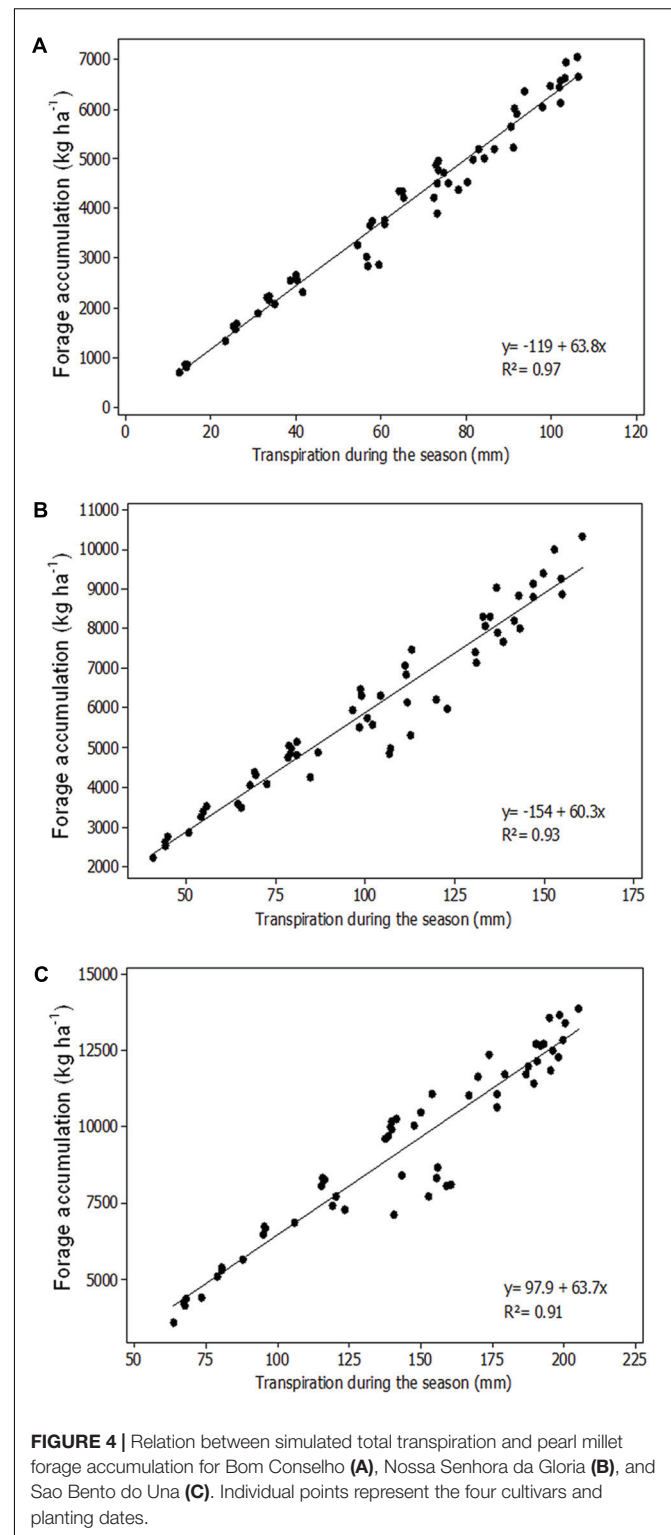 A
Forage accumulation (kg ha-1)
7000
6000
5000
4000
3000
2000
1000
0
0 20 40 60 80 100 120
Transpiration during the season (mm)
y= -119 + 63.8x
R²= 0.97
B
Forage accumulation (kg ha-1)
11000
10000
9000
8000
7000
6000
5000
4000
3000
2000
50 75 100 125 150 175
Transpiration during the season (mm)
y= -154 + 60.3x
R²= 0.93
C
Forage accumulation (kg ha-1)
15000
12500
10000
7500
5000
50 75 100 125 150 175 200 225
Transpiration during the season (mm)
y= 97.9 + 63.7x
R²= 0.91
FIGURE 4 | Relation between simulated total transpiration and pearl millet
forage accumulation for Bom Conselho (A), Nossa Senhora da Gloria (B), and
Sao Bento do Una (C). Individual points represent the four cultivars and
planting dates.